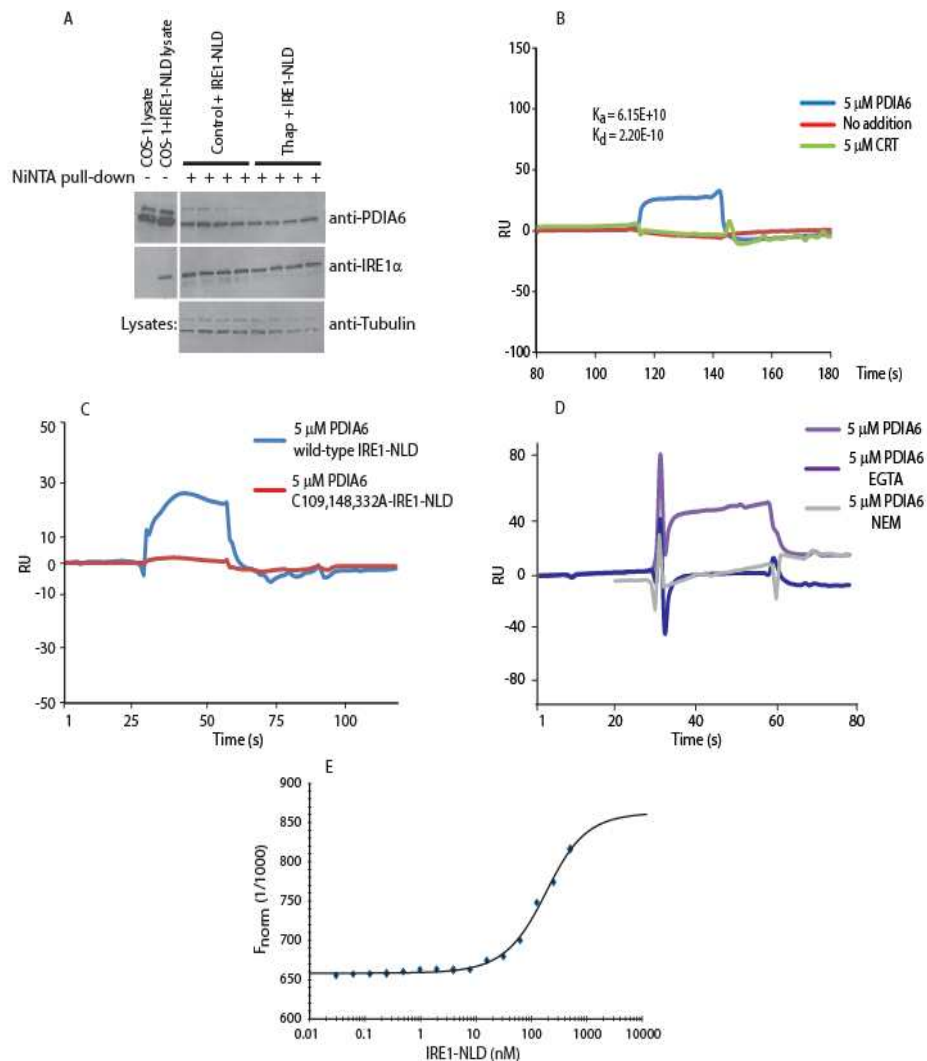 A
COS-1 lysate
COS-1+IRE1-NLD lysate
Control + IRE1-NLD
Thap + IRE1-NLD
NiNTA pull-down - - + + + + + + + +
anti-PDIA6
anti-IRE1α
Lysates: anti-Tubulin
B
150
100
50
0
-50
-100
RU
Ka = 6.15E+10
Kd = 2.20E-10
5 μM PDIA6
No addition
5 μM CRT
80 100 120 140 160 180 Time (s)
C
50
30
10
0
-10
-30
-50
RU
5 μM PDIA6
wild-type IRE1-NLD
5 μM PDIA6
C109,148,332A-IRE1-NLD
1 25 50 75 100
Time (s)
D
80
40
0
-40
-80
RU
5 μM PDIA6
5 μM PDIA6
EGTA
5 μM PDIA6
NEM
1 20 40 60 80
Time (s)
E
900
850
800
750
700
650
600
Fnorm (1/1000)
0.01 0.1 1 10 100 1000 10000
IRE1-NLD (nM)